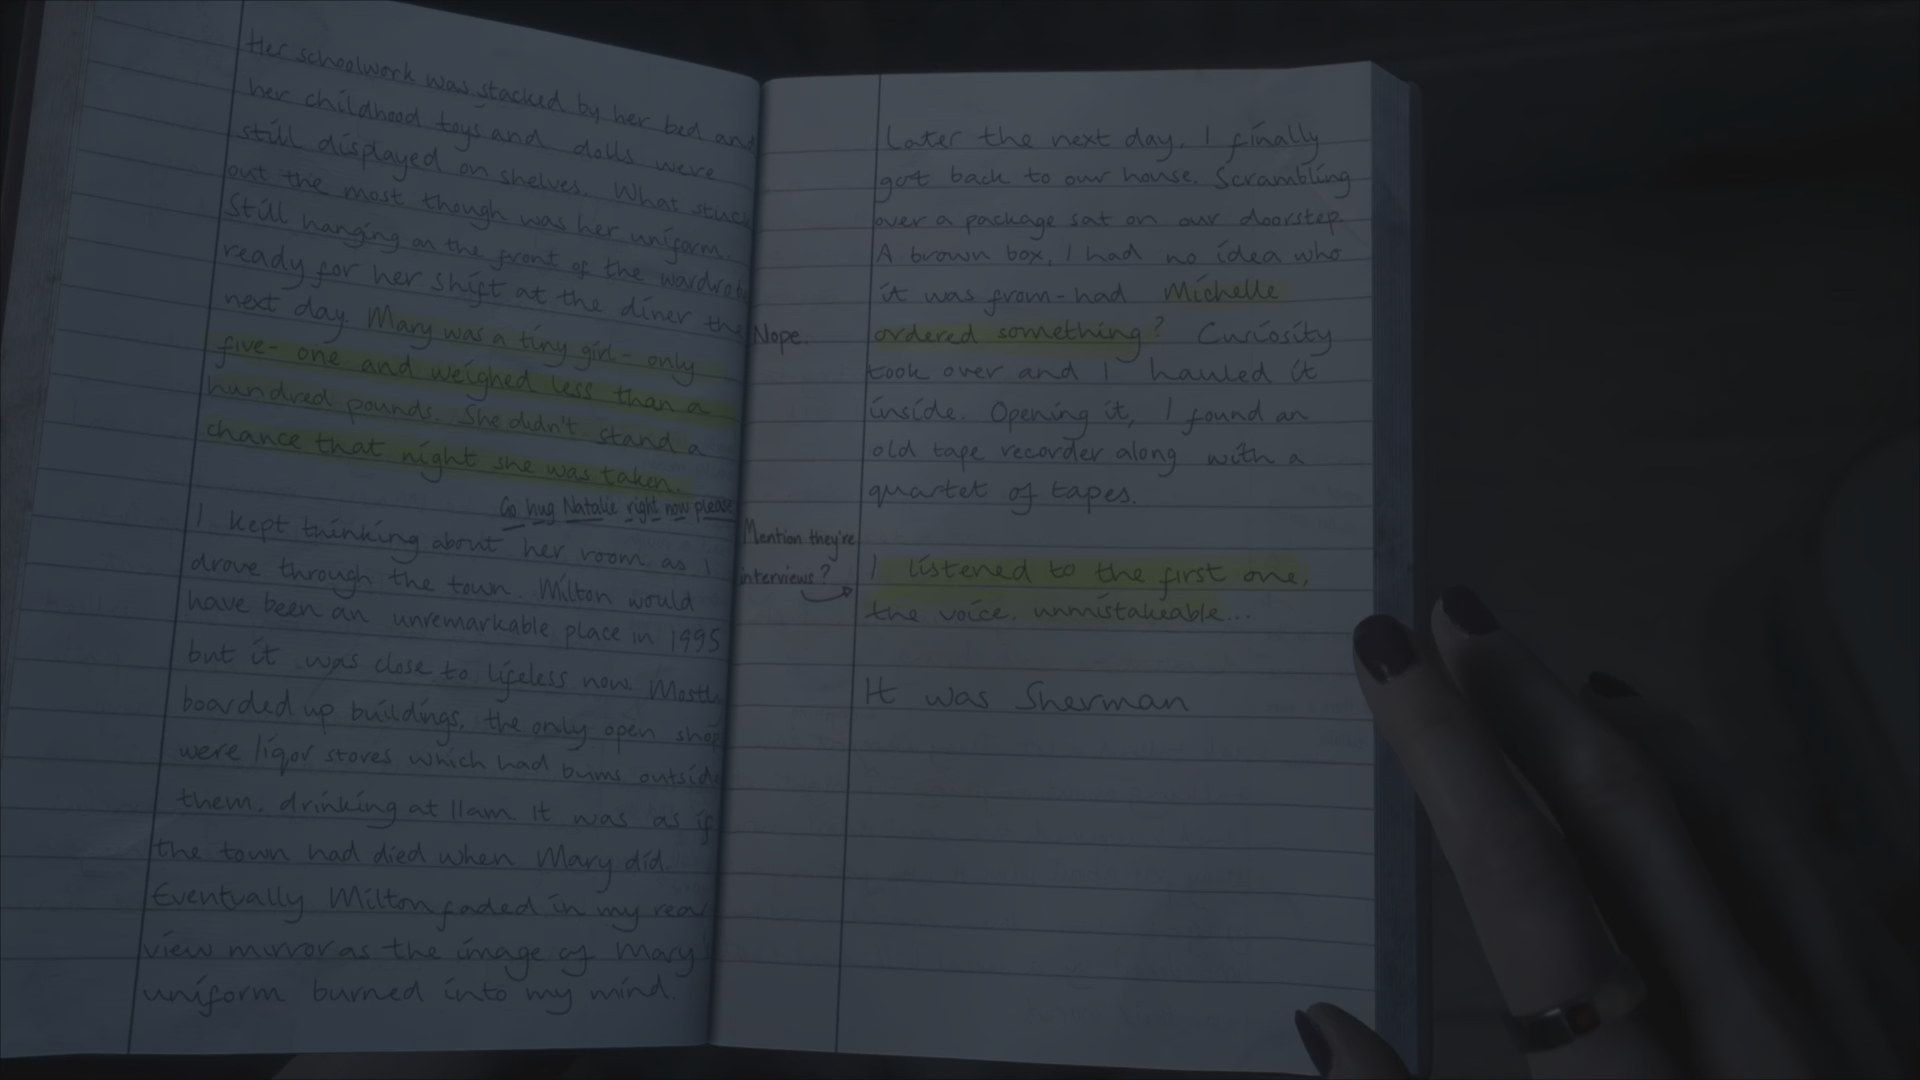 Her schoolwork was stacked by her bed and
her childhood toys and dolls were
still displayed on shelves. What stuck
out the most though was her uniform.
Still hanging on the front of the wardrobe
ready for her shift at the diner the
next day. Mary was a tiny girl - only
five-one and weighed less than a
hundred pounds. She didn't stand a
chance that night she was taken.
Go hug Natalie right now please
I kept thinking about her room as I
drove through the town. Milton would
have been an unremarkable place in 1995
but it was close to lifeless now. Mostly
boarded up buildings, the only open shop
were liqor stores which had bums outside
them, drinking at 11am. It was as if
the town had died when Mary did.
Eventually Milton faded in my rear
view mirror as the image of Mary
uniform burned into my mind.
Later the next day, I finally
got back to our house. Scrambling
over a package sat on our doorstep.
A brown box, I had no idea who
it was from - had Michelle
Nope.
ordered something? Curiosity
took over and I hauled it
inside. Opening it, I found an
old tape recorder along with a
quartet of tapes.
Mention they're
interviews?
I listened to the first one,
the voice. unmistakeable...
It was Sherman